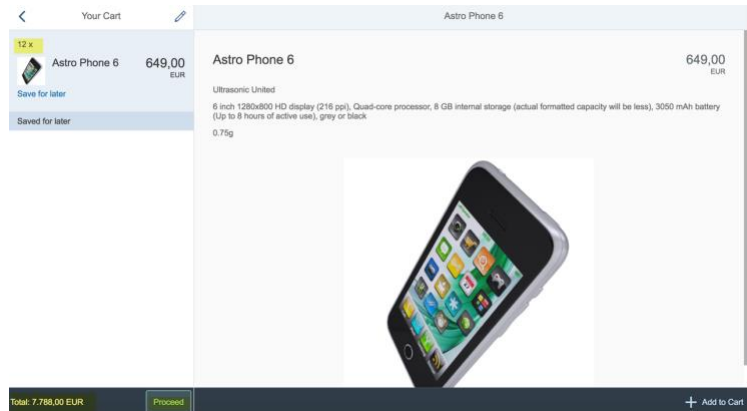 Your Cart
Astro Phone 6
12 x
Astro Phone 6
649,00
EUR
Save for later
Saved for later
Astro Phone 6
649,00
EUR
Ultrasonic United
6 inch 1280x800 HD display (216 ppi), Quad-core processor, 8 GB internal storage (actual formatted capacity will be less), 3050 mAh battery
(Up to 8 hours of active use), grey or black
0.75g
Total: 7.788,00 EUR
Proceed
Add to Cart